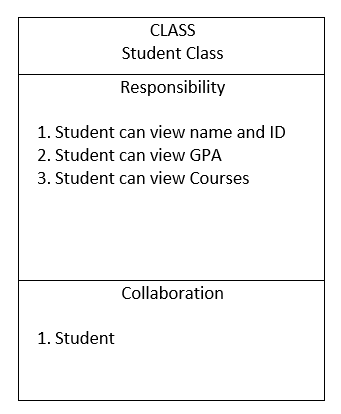 CLASS
Student Class
Responsibility
1. Student can view name and ID
2. Student can view GPA
3. Student can view Courses
Collaboration
1. Student